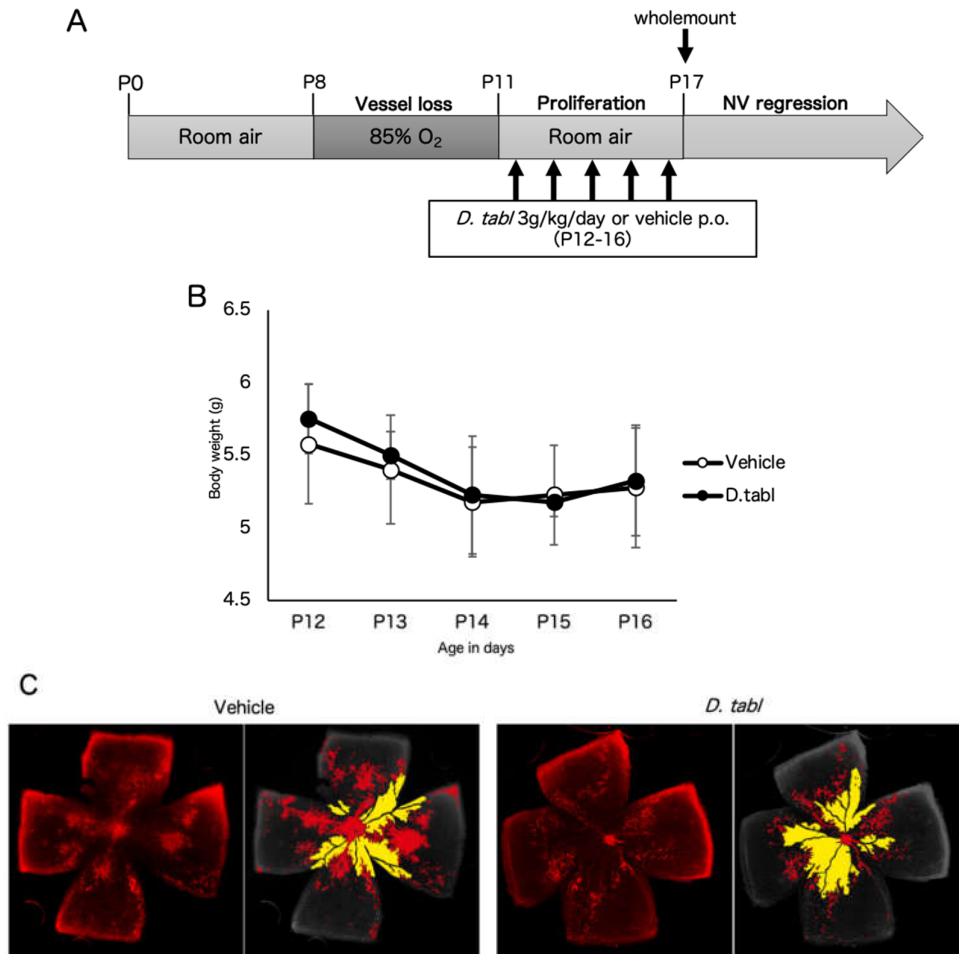 A
wholemount
P0
P8
P11
P17
Vessel loss
Proliferation
NV regression
Room air
85% O₂
Room air
D. tabl 3g/kg/day or vehicle p.o.
(P12-16)
B
6.5
6
5.5
5
4.5
Body weight (g)
P12
P13
P14
P15
P16
Age in days
Vehicle
D.tabl
C
Vehicle
D. tabl